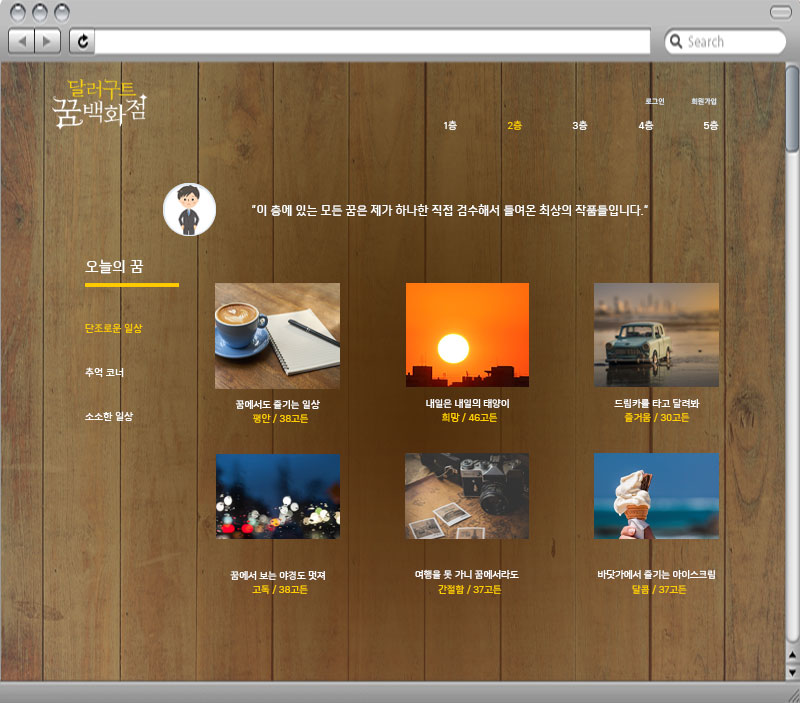 Search
달러구트
꿈백화점
로그인 회원가입
1층 2층 3층 4층 5층
"이 층에 있는 모든 꿈은 제가 하나한 직접 검수해서 들여온 최상의 작품들입니다."
오늘의 꿈
단조로운 일상
추억 코너
소소한 일상
꿈에서도 즐기는 일상
평안 / 38고든
내일은 내일의 태양이
희망 / 46고든
드림카를 타고 달려봐
즐거움 / 30고든
꿈에서 보는 야경도 멋져
고독 / 38고든
여행을 못 가니 꿈에서라도
간절함 / 37고든
바닷가에서 즐기는 아이스크림
달콤 / 37고든